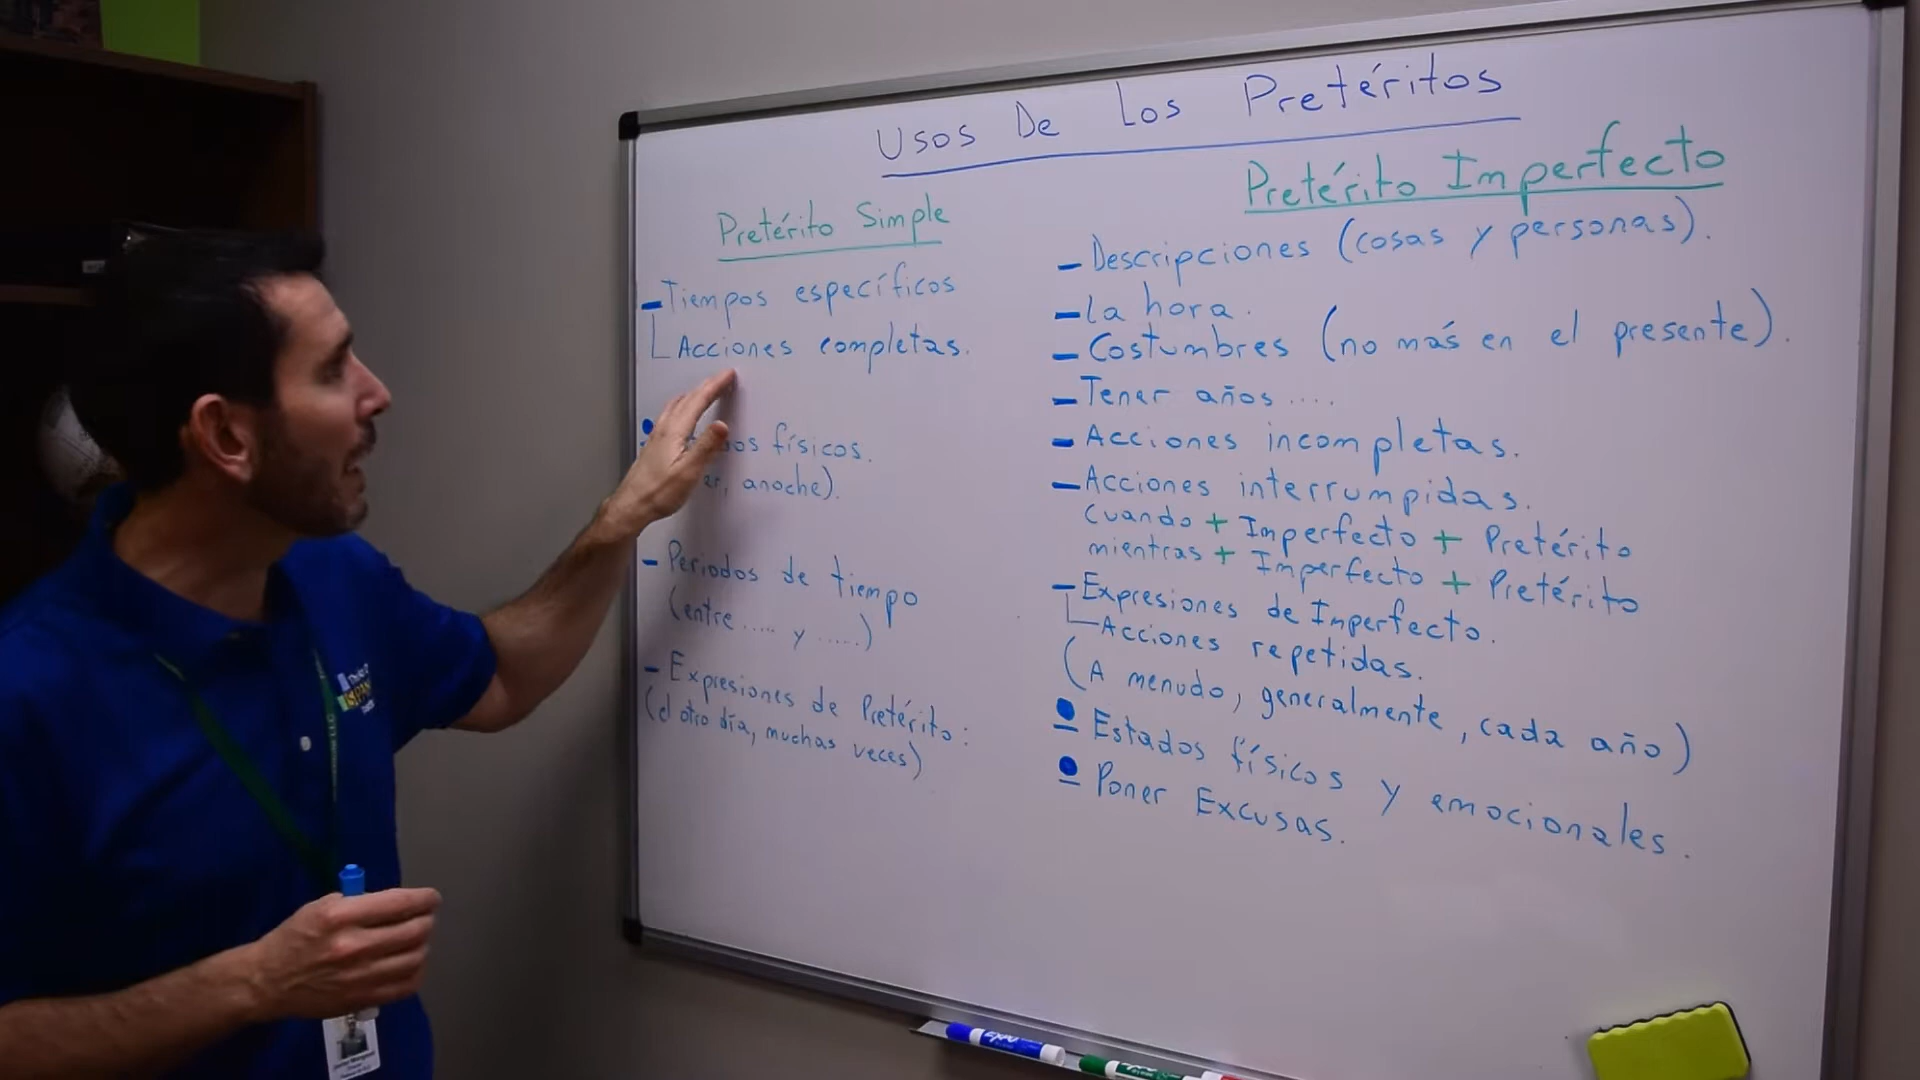 Usos De Los Pretéritos
Pretérito Simple
- Tiempos específicos
Acciones completas.
físicos.
anoche).
- Periodos de tiempo
(entre ..... y ......)
- Expresiones de Pretérito:
(el otro día, muchas veces)
Pretérito Imperfecto
- Descripciones (cosas y personas).
- La hora.
- Costumbres (no más en el presente).
- Tener años ....
- Acciones incompletas.
- Acciones interrumpidas.
Cuando + Imperfecto + Pretérito
mientras + Imperfecto + Pretérito
- Expresiones de Imperfecto.
Acciones repetidas.
(A menudo, generalmente, cada año)
Estados físicos y emocionales.
Poner Excusas.
EXPO